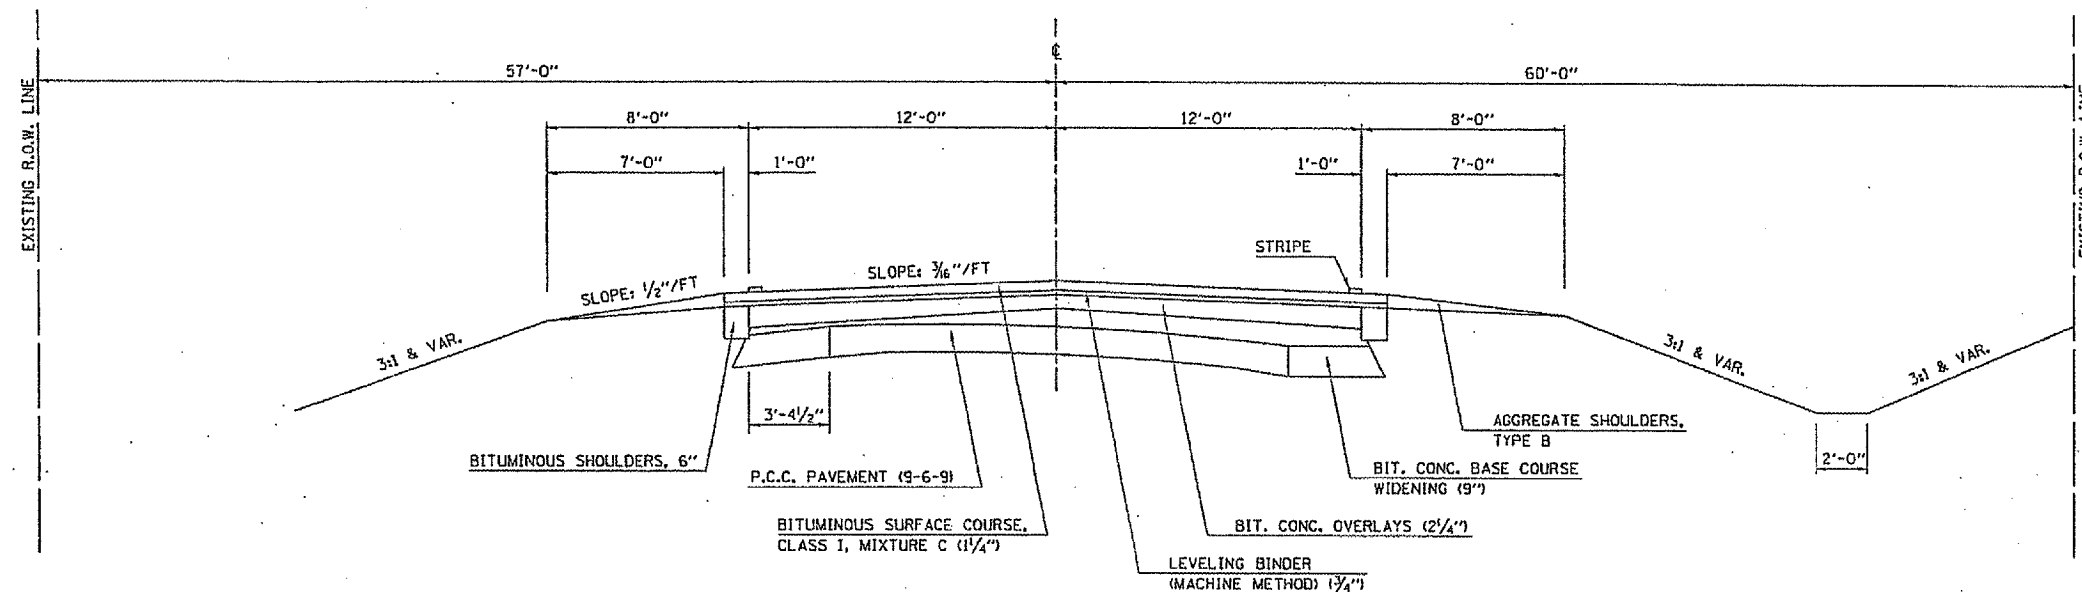 ℄
57'-0"
60'-0"
EXISTING R.O.W. LINE
8'-0"
12'-0"
12'-0"
8'-0"
7'-0"
1'-0"
1'-0"
7'-0"
STRIPE
SLOPE: 1/2"/FT
SLOPE: 3/16"/FT
3:1 & VAR.
3:1 & VAR.
3:1 & VAR.
3'-4 1/2"
2'-0"
AGGREGATE SHOULDERS,
TYPE B
BITUMINOUS SHOULDERS, 6"
P.C.C. PAVEMENT (9-6-9)
BIT. CONC. BASE COURSE
WIDENING (9")
BITUMINOUS SURFACE COURSE,
CLASS I, MIXTURE C (1 1/4")
BIT. CONC. OVERLAYS (2 1/4")
LEVELING BINDER
(MACHINE METHOD) (3/4")